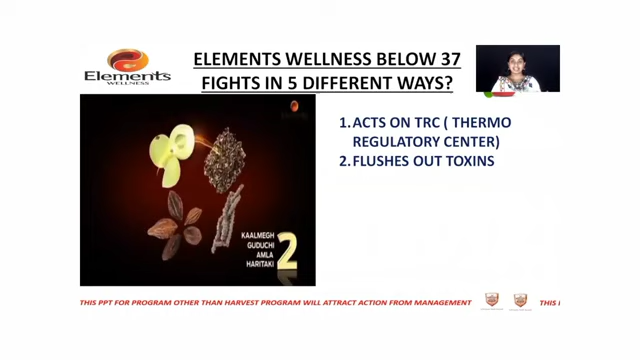 Elements
WELLNESS
ELEMENTS WELLNESS BELOW 37
FIGHTS IN 5 DIFFERENT WAYS?
1.ACTS ON TRC ( THERMO
REGULATORY CENTER)
2.FLUSHES OUT TOXINS
Elements
KAALMEGH
GUDUCHI
AMLA
HARITAKI
2
THIS PPT FOR PROGRAM OTHER THAN HARVEST PROGRAM WILL ATTRACT ACTION FROM MANAGEMENT
THIS